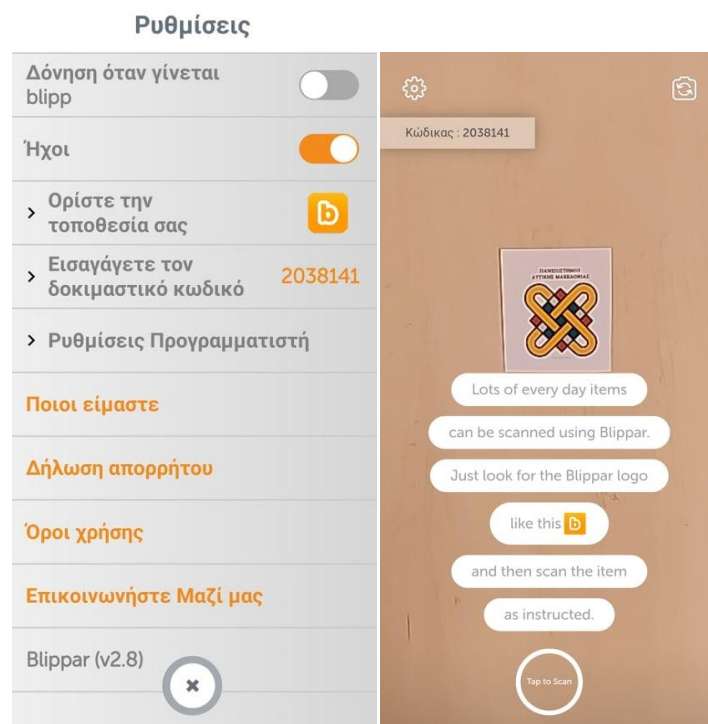 Ρυθμίσεις
Δόνηση όταν γίνεται
blipp
Ήχοι
Ορίστε την
τοποθεσία σας
Εισαγάγετε τον
δοκιμαστικό κωδικό
2038141
Ρυθμίσεις Προγραμματιστή
Ποιοι είμαστε
Δήλωση απορρήτου
Όροι χρήσης
Επικοινωνήστε Μαζί μας
Blippar (v2.8)
Κώδικας : 2038141
ΠΑΝΕΠΙΣΤΗΜΙΟ
ΔΥΤΙΚΗΣ ΜΑΚΕΔΟΝΙΑΣ
Lots of every day items
can be scanned using Blippar.
Just look for the Blippar logo
like this
and then scan the item
as instructed.
Tap to Scan